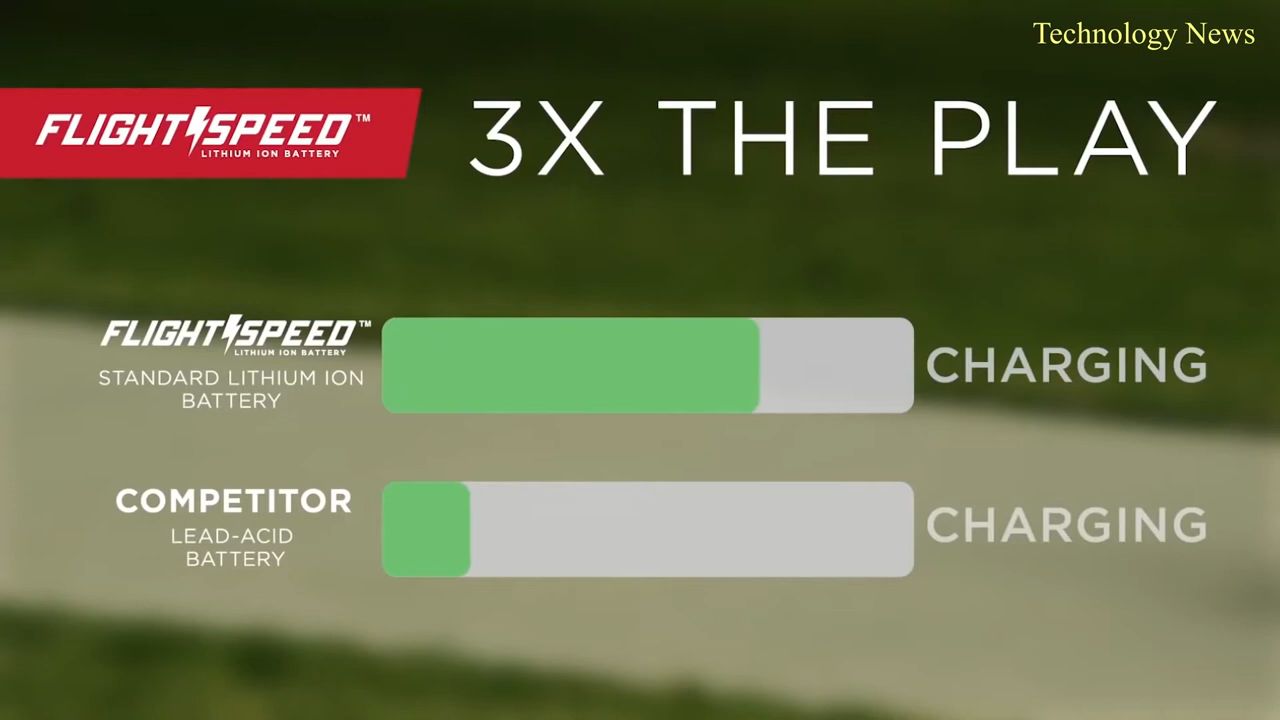 Technology News
FLIGHTSPEED™
LITHIUM ION BATTERY
3X THE PLAY
FLIGHTSPEED™
LITHIUM ION BATTERY
STANDARD LITHIUM ION
BATTERY
CHARGING
COMPETITOR
LEAD-ACID
BATTERY
CHARGING